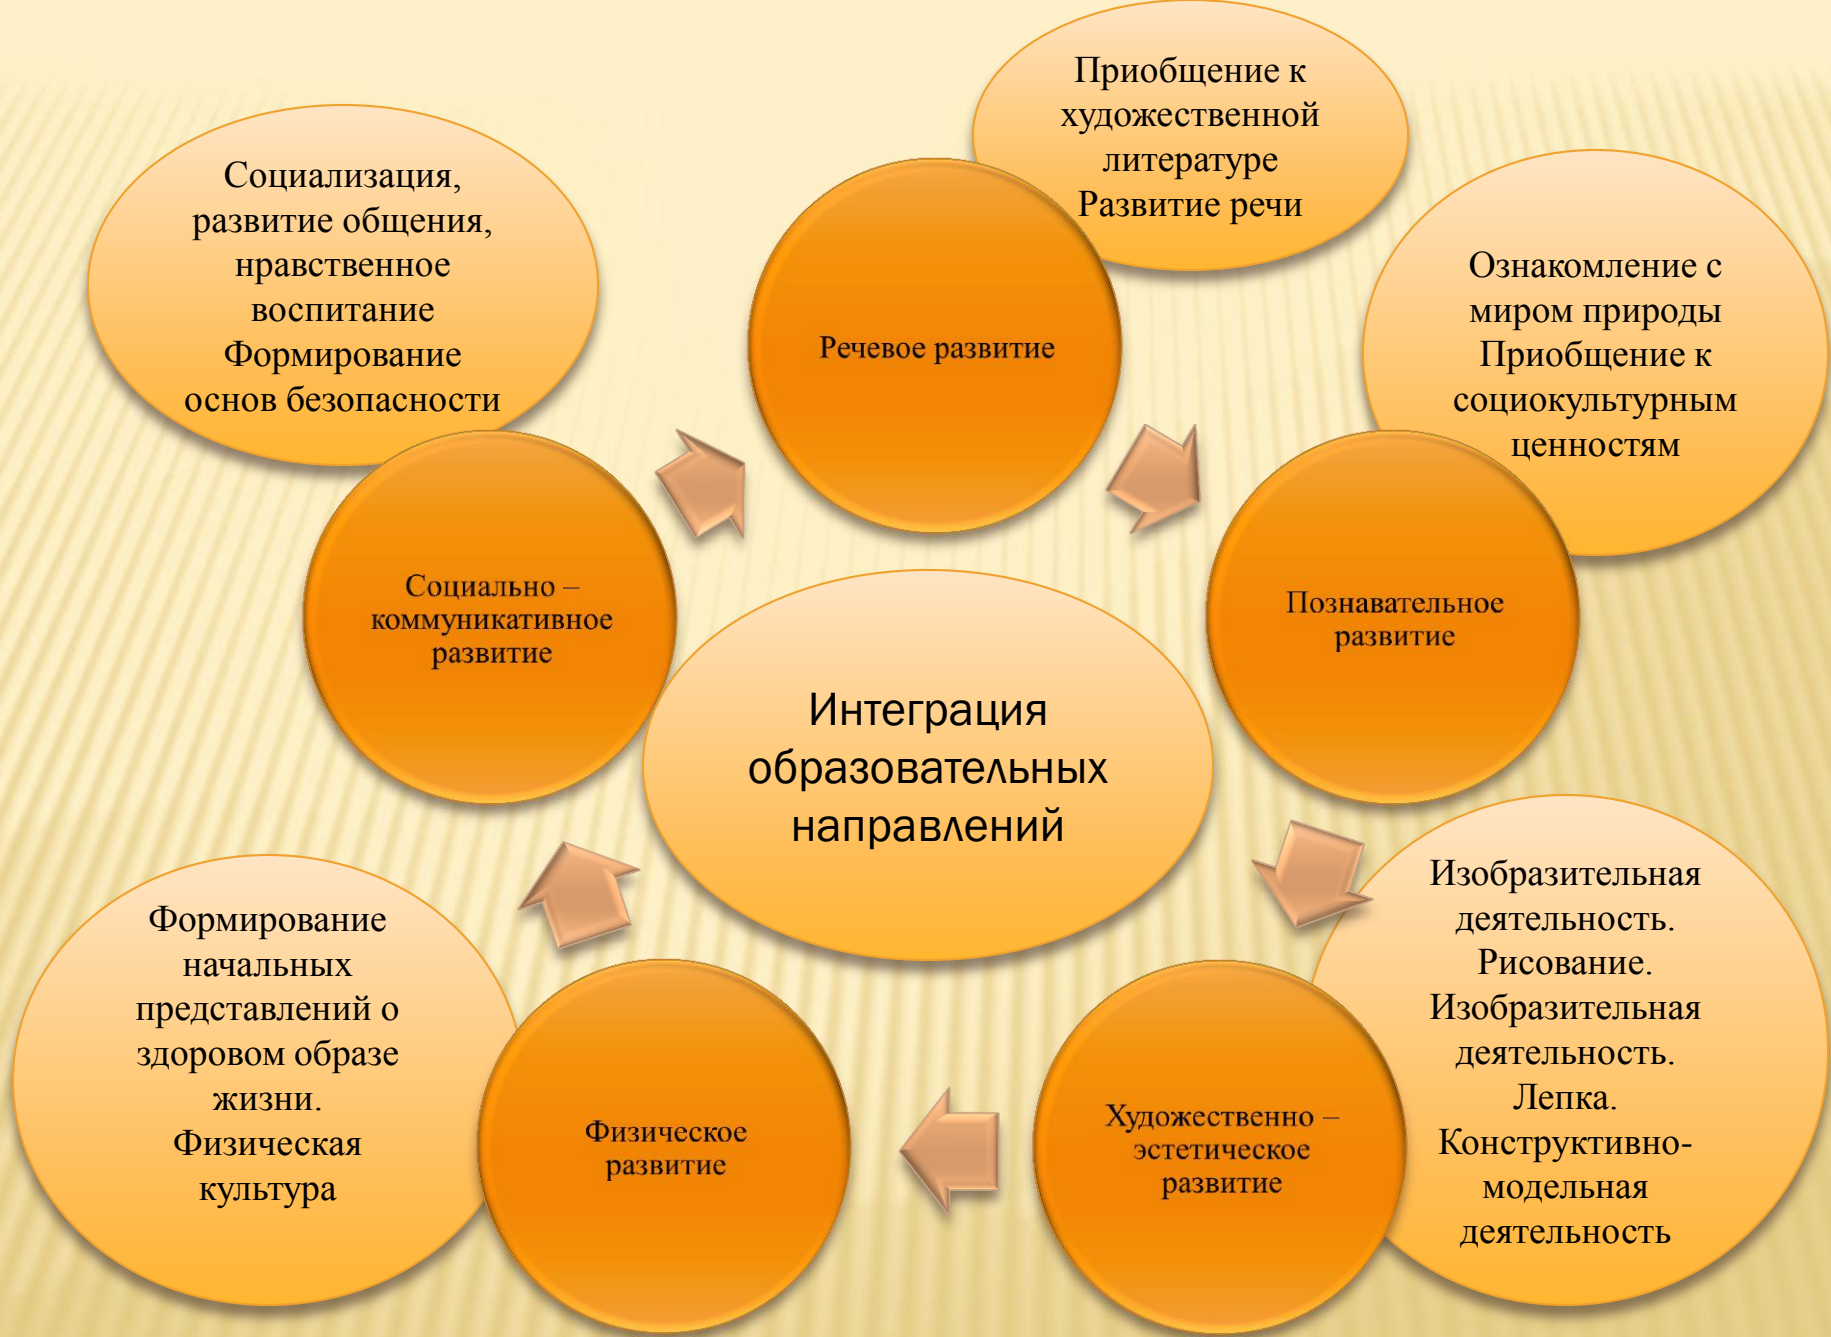 Приобщение к
художественной
литературе
Развитие речи
Социализация,
развитие общения,
нравственное
воспитание
Формирование
основ безопасности
Ознакомление с
миром природы
Приобщение к
социокультурным
ценностям
Речевое развитие
Социально –
коммуникативное
развитие
Познавательное
развитие
Интеграция
образовательных
направлений
Формирование
начальных
представлений о
здоровом образе
жизни.
Физическая
культура
Физическое
развитие
Художественно –
эстетическое
развитие
Изобразительная
деятельность.
Рисование.
Изобразительная
деятельность.
Лепка.
Конструктивно-
модельная
деятельность